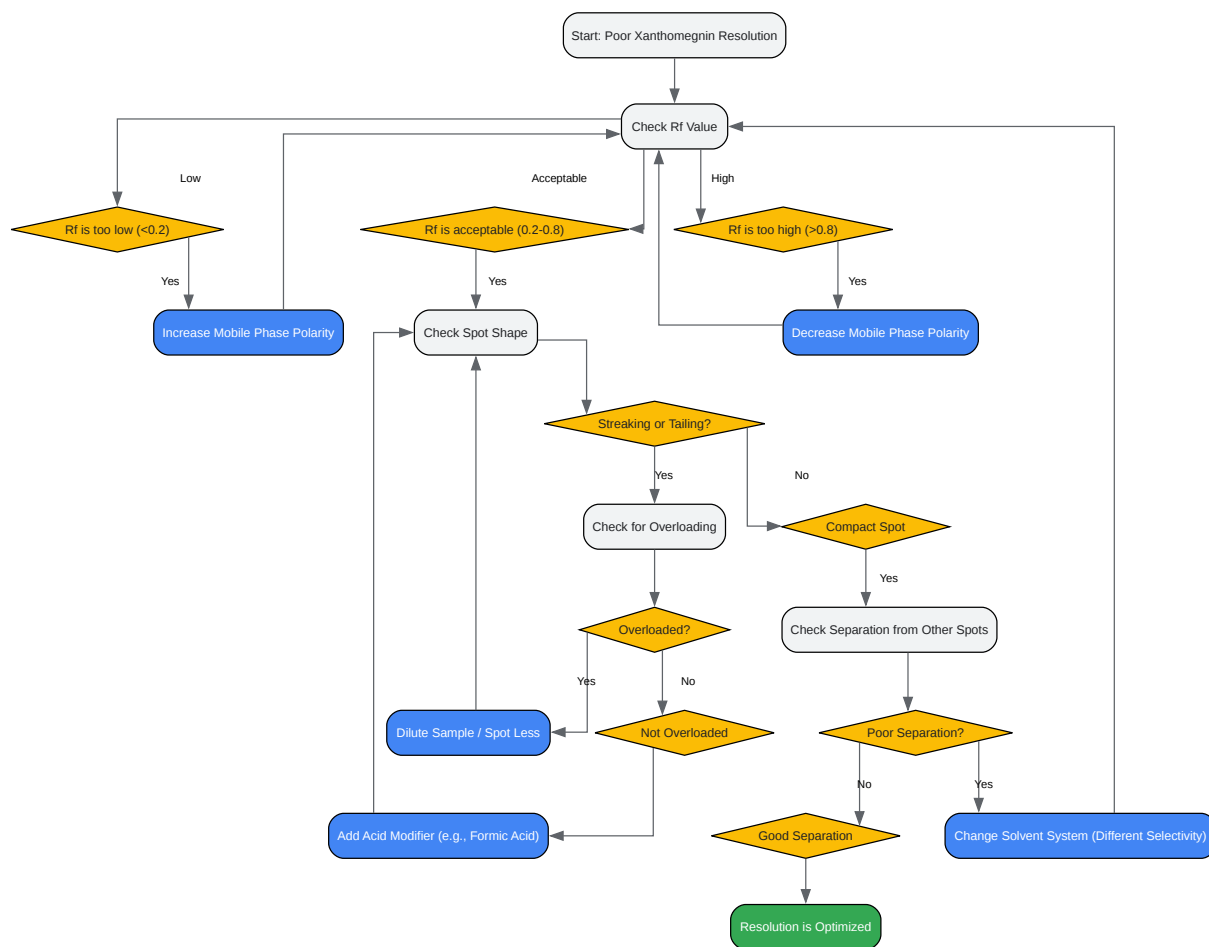 Start: Poor Xanthomegnin Resolution
Check Rf Value
Low
Acceptable
High
Rf is too low (<0.2)
Rf is acceptable (0.2-0.8)
Rf is too high (>0.8)
Yes
Yes
Yes
Increase Mobile Phase Polarity
Check Spot Shape
Decrease Mobile Phase Polarity
Streaking or Tailing?
Yes
No
Check for Overloading
Compact Spot
Yes
Overloaded?
Check Separation from Other Spots
Yes
No
Dilute Sample / Spot Less
Not Overloaded
Poor Separation?
No
Yes
Add Acid Modifier (e.g., Formic Acid)
Good Separation
Change Solvent System (Different Selectivity)
Resolution is Optimized